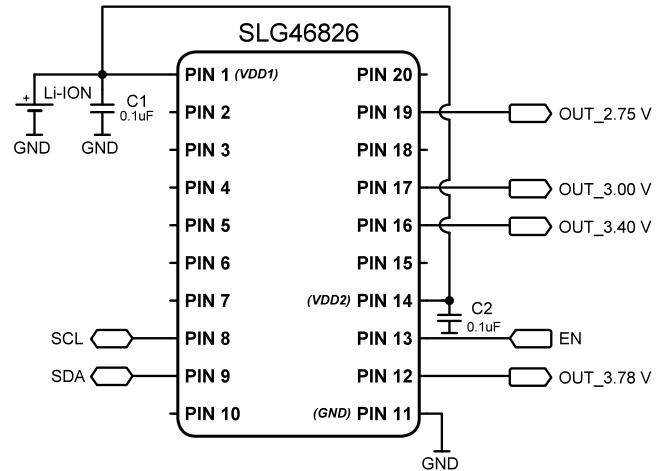 SLG46826
PIN 1 (VDD1)
PIN 20
+
Li-ION
C1
0.1uF
PIN 2
PIN 19
OUT_2.75 V
GND
GND
PIN 3
PIN 18
PIN 4
PIN 17
OUT_3.00 V
PIN 5
PIN 16
OUT_3.40 V
PIN 6
PIN 15
PIN 7
(VDD2) PIN 14
C2
0.1uF
SCL
PIN 8
PIN 13
EN
SDA
PIN 9
PIN 12
OUT_3.78 V
PIN 10
(GND) PIN 11
GND